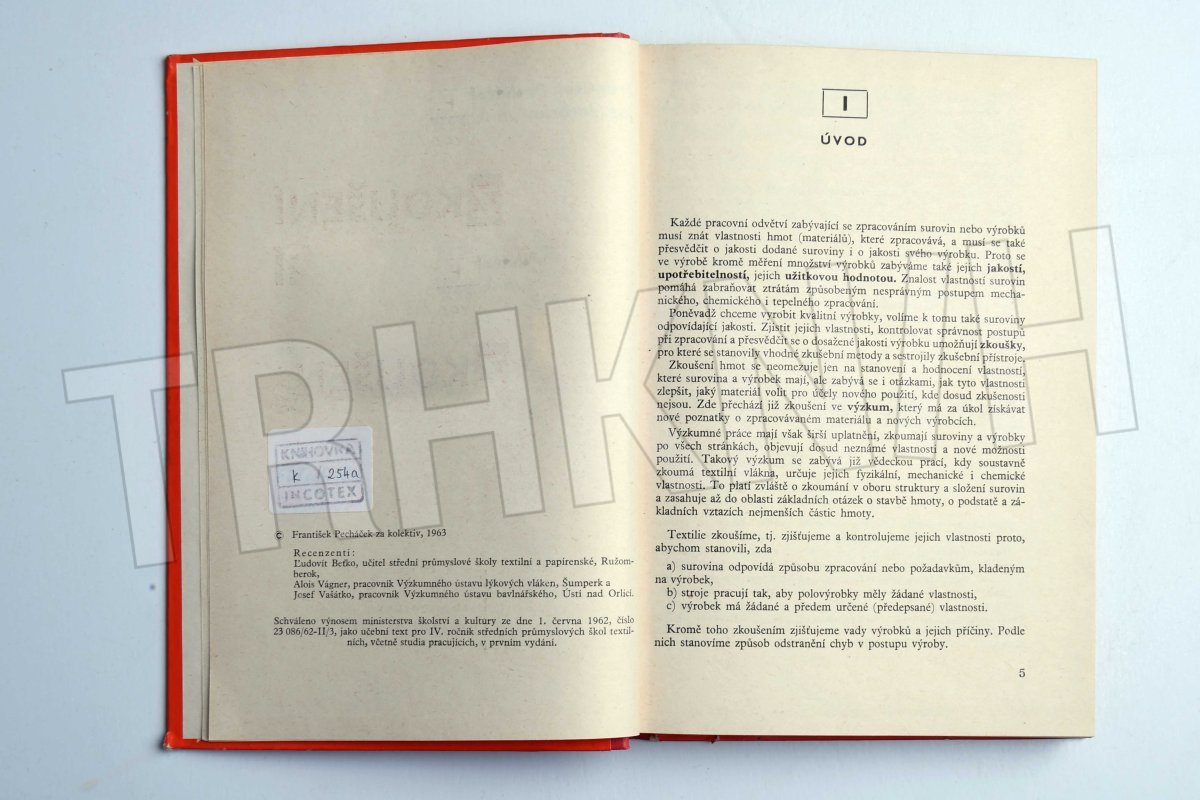 KNIHOVNA
K / 254a
INCOTEX
© František Pecháček za kolektiv, 1963
Recenzenti:
Ľudovít Beťko, učitel střední průmyslové školy textilní a papírenské, Ružom-
berok,
Alois Vágner, pracovník Výzkumného ústavu lýkových vláken, Šumperk a
Josef Vašátko, pracovník Výzkumného ústavu bavlnářského, Ústí nad Orlicí.
Schváleno výnosem ministerstva školství a kultury ze dne 1. června 1962, číslo
23 086/62-II/3, jako učební text pro IV. ročník středních průmyslových škol textil-
ních, včetně studia pracujících, v prvním vydání.
I
ÚVOD
Každé pracovní odvětví zabývající se zpracováním surovin nebo výrobků
musí znát vlastnosti hmot (materiálů), které zpracovává, a musí se také
přesvědčit o jakosti dodané suroviny i o jakosti svého výrobku. Proto se
ve výrobě kromě měření množství výrobků zabýváme také jejich jakostí,
upotřebitelností, jejich užitkovou hodnotou. Znalost vlastností surovin
pomáhá zabraňovat ztrátám způsobeným nesprávným postupem mecha-
nického, chemického i tepelného zpracování.
Poněvadž chceme vyrobit kvalitní výrobky, volíme k tomu také suroviny
odpovídající jakosti. Zjistit jejich vlastnosti, kontrolovat správnost postupů
při zpracování a přesvědčit se o dosažené jakosti výrobku umožňují zkoušky,
pro které se stanovily vhodné zkušební metody a sestrojily zkušební přístroje.
Zkoušení hmot se neomezuje jen na stanovení a hodnocení vlastností,
které surovina a výrobek mají, ale zabývá se i otázkami, jak tyto vlastnosti
zlepšit, jaký materiál volit pro účely nového použití, kde dosud zkušenosti
nejsou. Zde přechází již zkoušení ve výzkum, který má za úkol získávat
nové poznatky o zpracovávaném materiálu a nových výrobcích.
Výzkumné práce mají však širší uplatnění, zkoumají suroviny a výrobky
po všech stránkách, objevují dosud neznámé vlastnosti a nové možnosti
použití. Takový výzkum se zabývá již vědeckou prací, kdy soustavně
zkoumá textilní vlákna, určuje jejich fyzikální, mechanické i chemické
vlastnosti. To platí zvláště o zkoumání v oboru struktury a složení surovin
a zasahuje až do oblasti základních otázek o stavbě hmoty, o podstatě a zá-
kladních vztazích nejmenších částic hmoty.
Textilie zkoušíme, tj. zjišťujeme a kontrolujeme jejich vlastnosti proto,
abychom stanovili, zda
a) surovina odpovídá způsobu zpracování nebo požadavkům, kladeným
na výrobek,
b) stroje pracují tak, aby polovýrobky měly žádané vlastnosti,
c) výrobek má žádané a předem určené (předepsané) vlastnosti.
Kromě toho zkoušením zjišťujeme vady výrobků a jejich příčiny. Podle
nich stanovíme způsob odstranění chyb v postupu výroby.
5
TRHKNIH